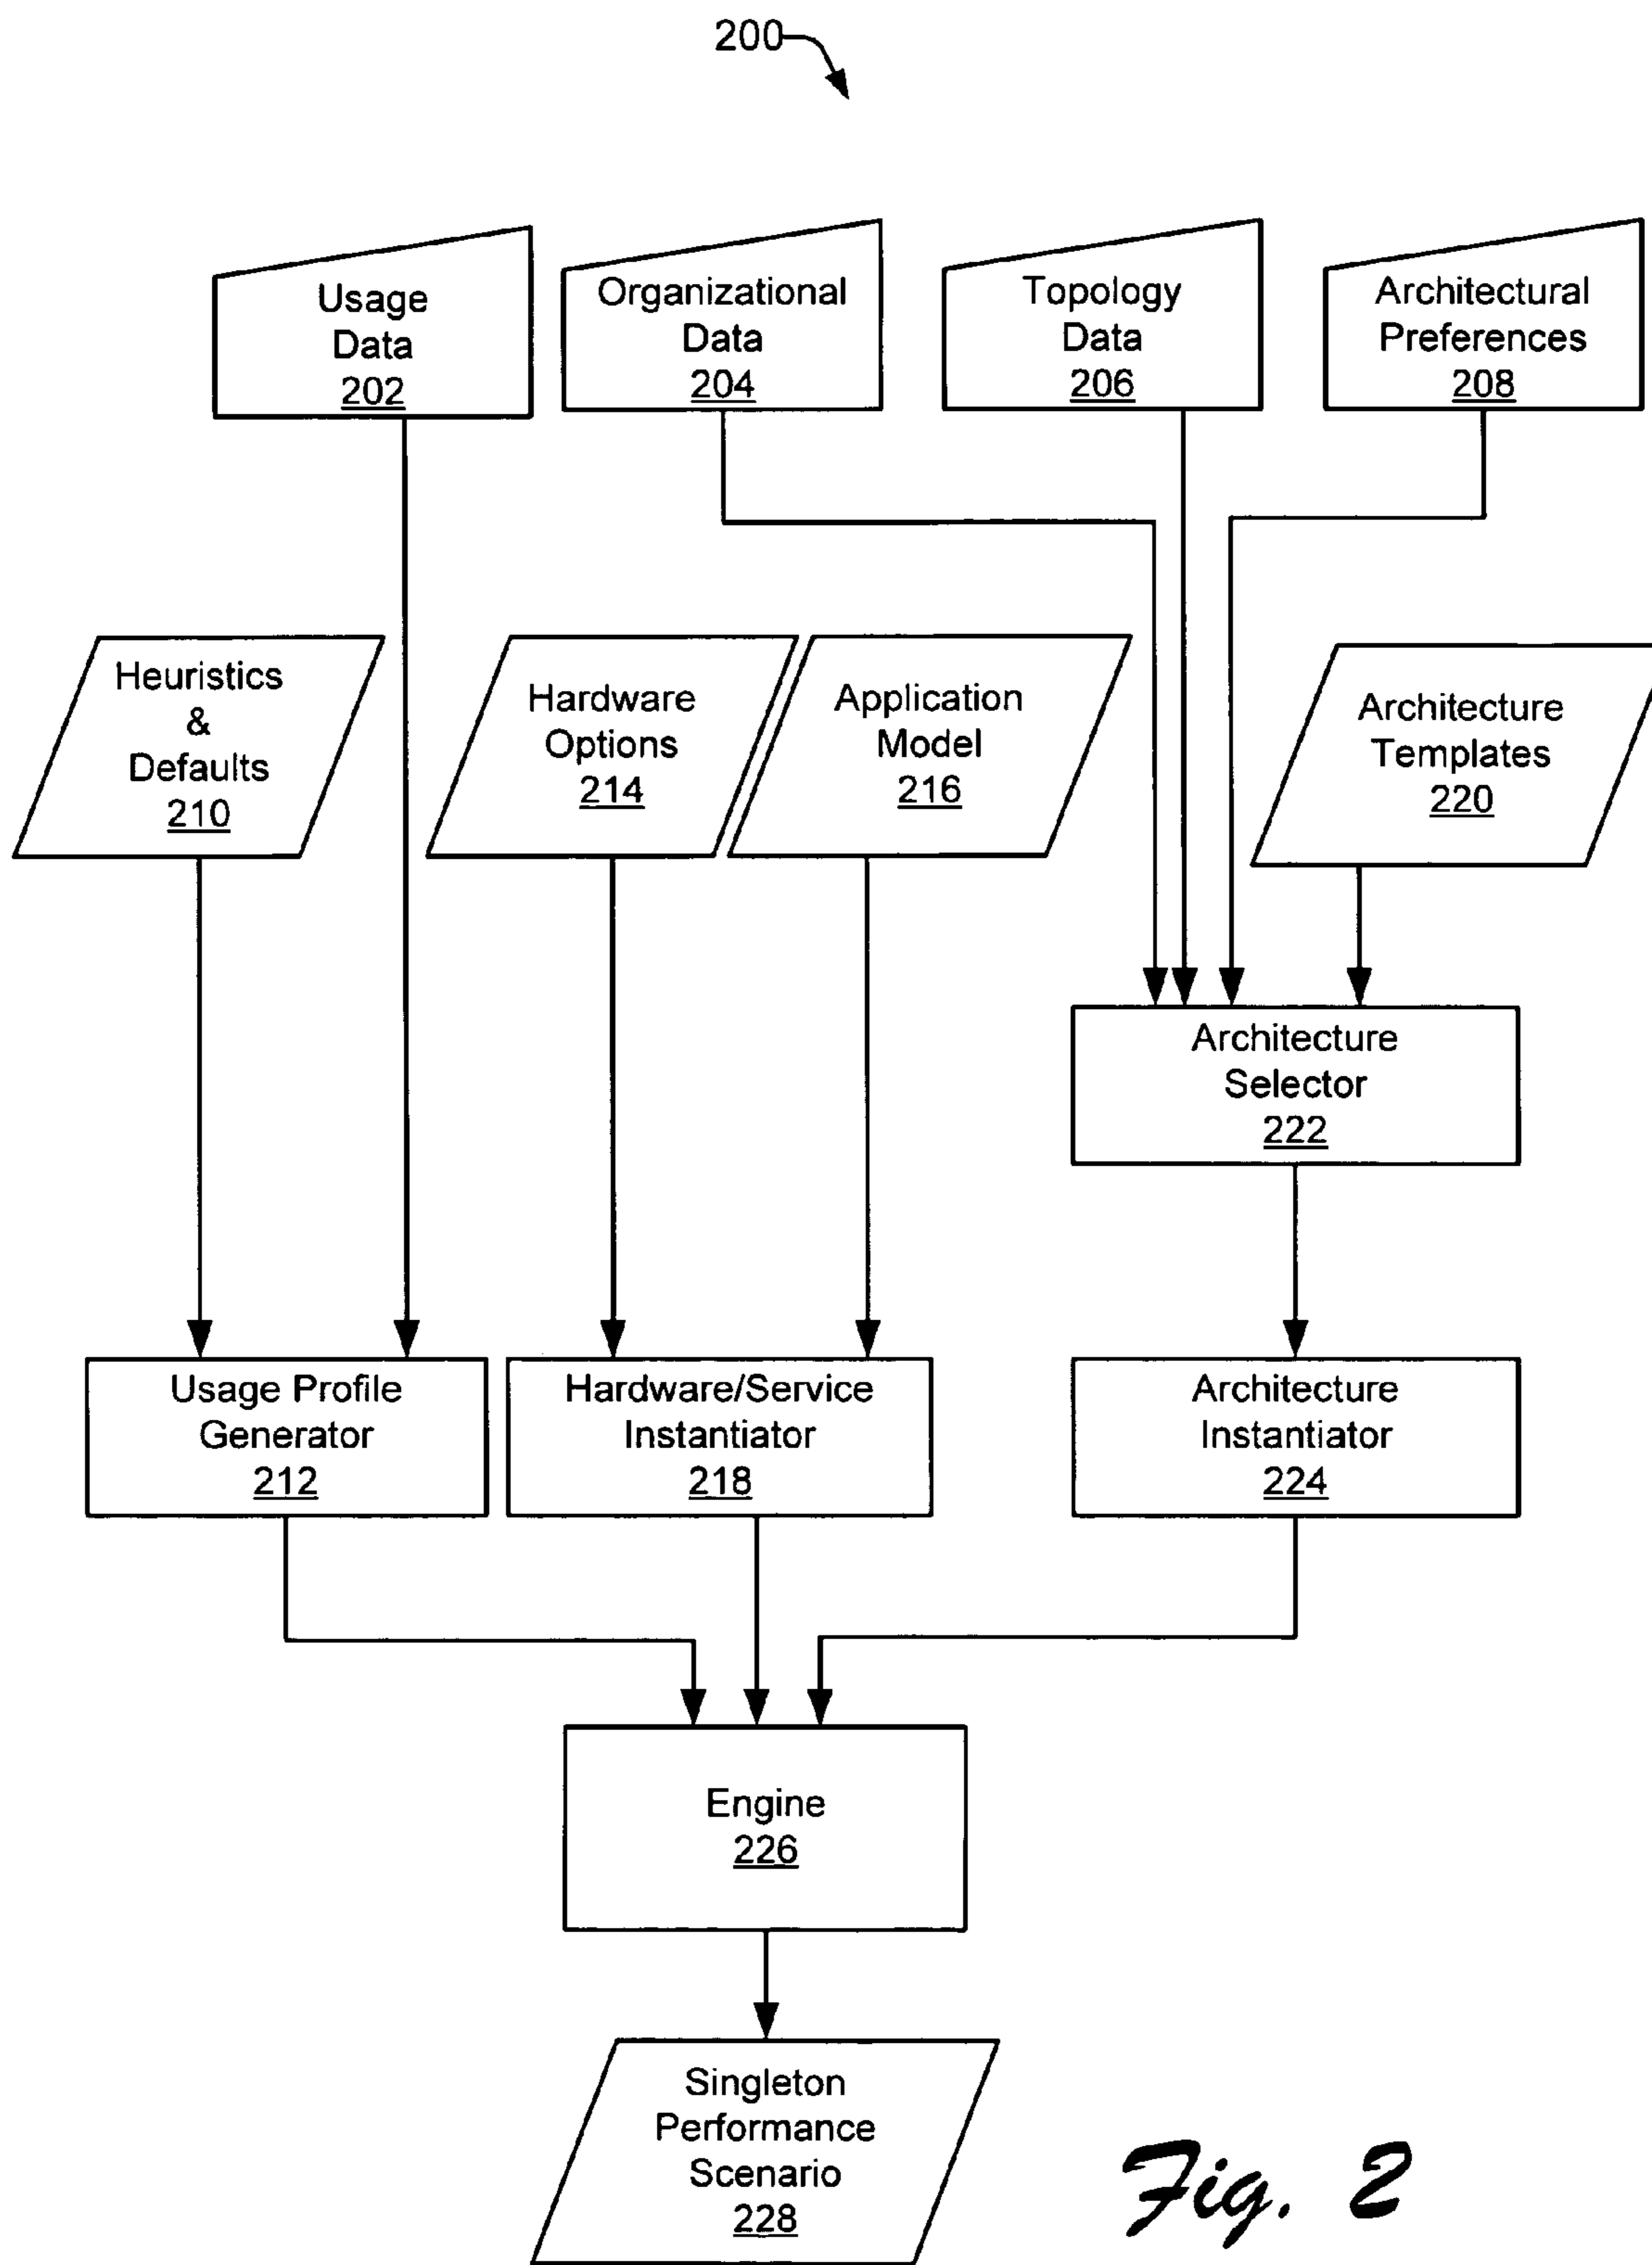 200
Usage
Data
202
Organizational
Data
204
Topology
Data
206
Architectural
Preferences
208
Heuristics
&
Defaults
210
Hardware
Options
214
Application
Model
216
Architecture
Templates
220
Architecture
Selector
222
Usage Profile
Generator
212
Hardware/Service
Instantiator
218
Architecture
Instantiator
224
Engine
226
Singleton
Performance
Scenario
228
Fig. 2